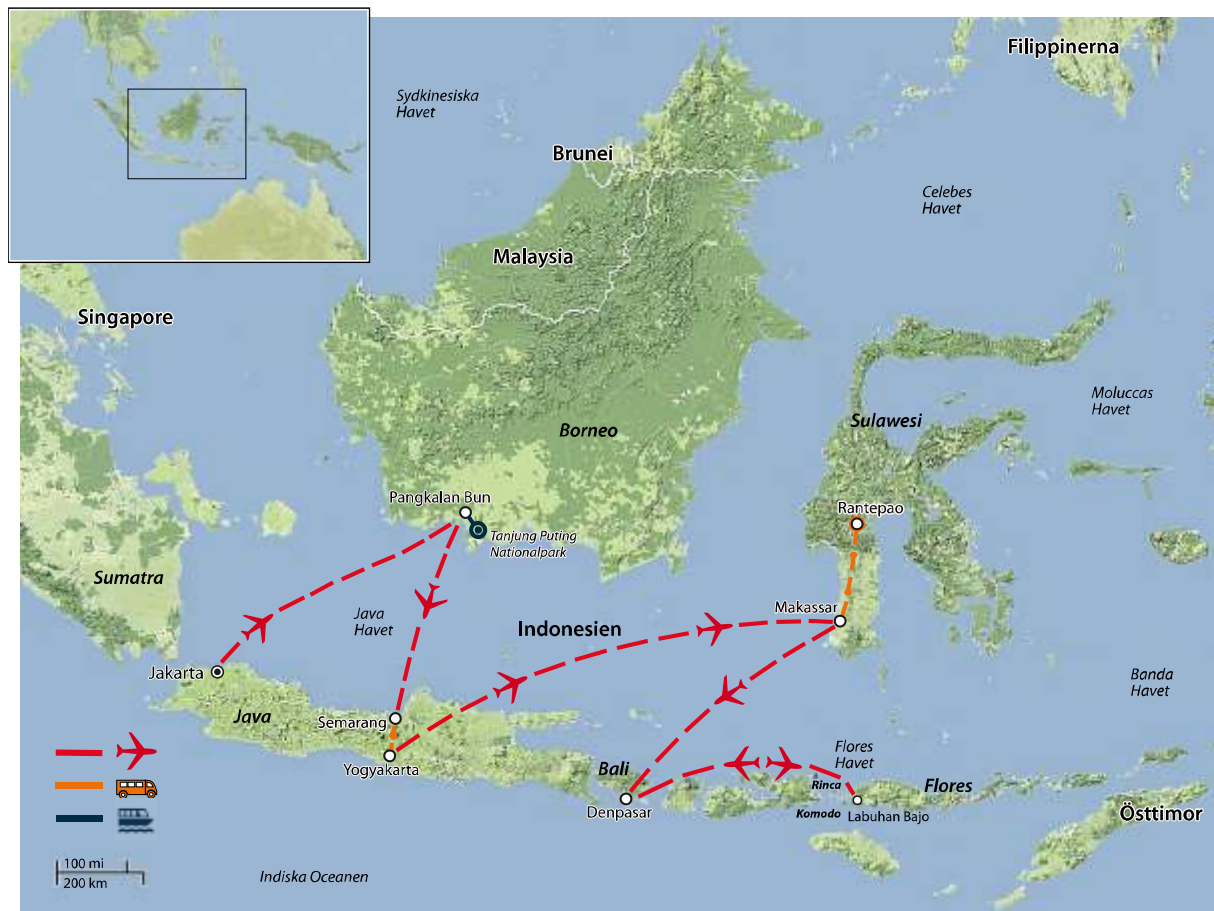 Filippinerna
Sydkinesiska
Havet
Brunei
Celebes
Havet
Malaysia
Singapore
Moluccas
Havet
Sulawesi
Borneo
Pangkalan Bun
Rantepao
Tanjung Puting
Nationalpark
Sumatra
Java
Havet
Makassar
Indonesien
Jakarta
Banda
Havet
Java
Semarang
Yogyakarta
Flores
Havet
Bali
Rinca
Flores
Denpasar
Komodo
Labuhan Bajo
Östtimor
100 mi
200 km
Indiska Oceanen